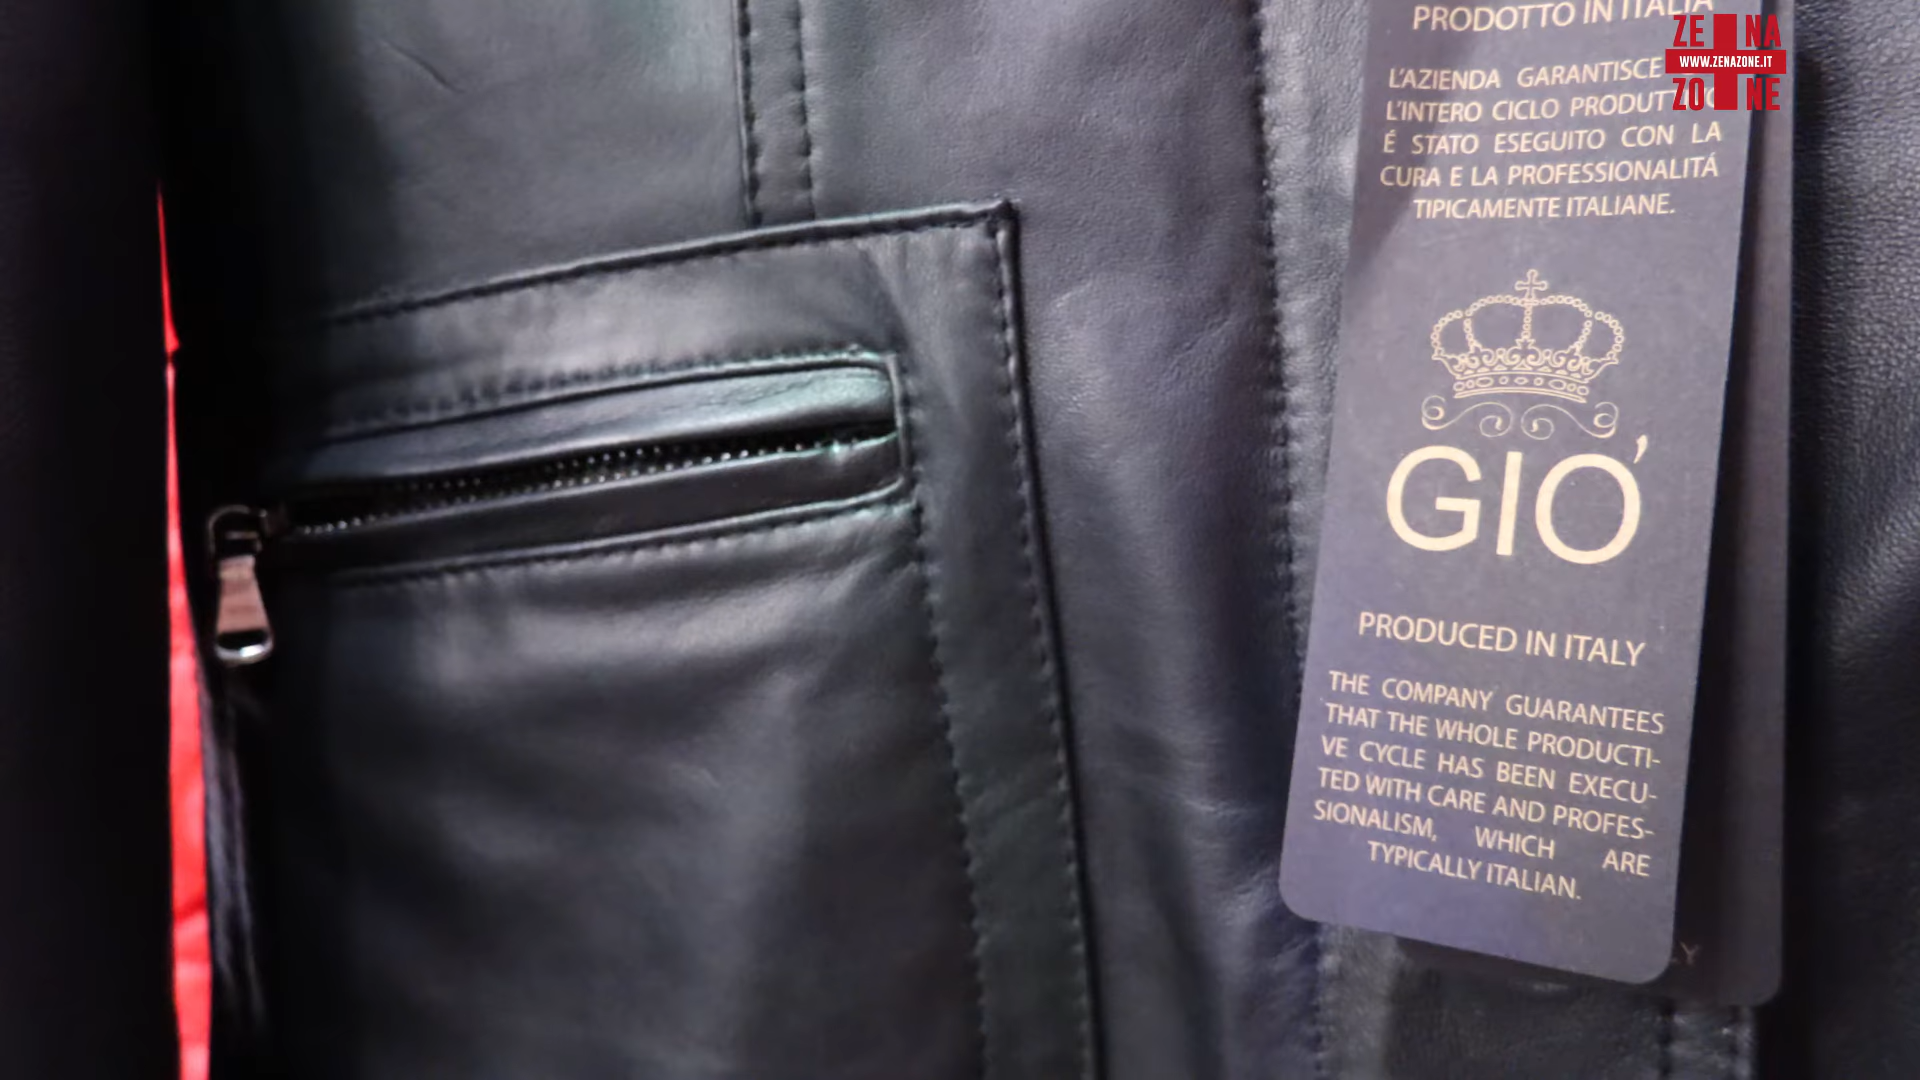 PRODOTTO IN ITALIA
ZE NA
WWW.ZENAZONE.IT
ZO NE
L'AZIENDA GARANTISCE
L'INTERO CICLO PRODUTTIVO
É STATO ESEGUITO CON LA
CURA E LA PROFESSIONALITÁ
TIPICAMENTE ITALIANE.
GIO'
PRODUCED IN ITALY
THE COMPANY GUARANTEES
THAT THE WHOLE PRODUCTI-
VE CYCLE HAS BEEN EXECU-
TED WITH CARE AND PROFES-
SIONALISM, WHICH ARE
TYPICALLY ITALIAN.